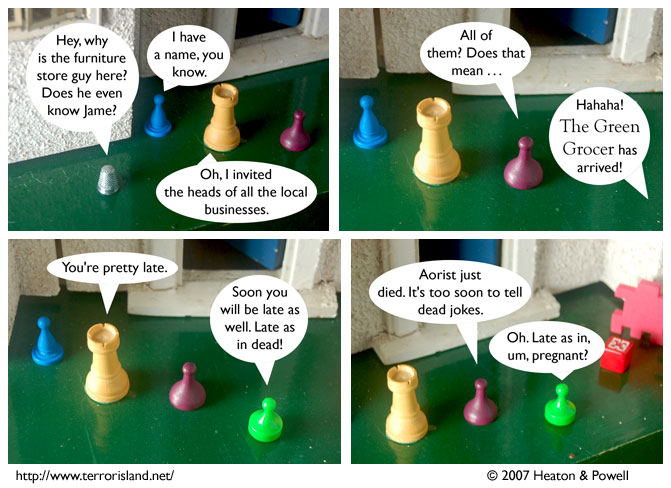 Hey, why
is the furniture
store guy here?
Does he even
know Jame?
I have
a name, you
know.
Oh, I invited
the heads of all the local
businesses.
All of
them? Does that
mean . . .
Hahaha!
The Green
Grocer has
arrived!
You're pretty late.
Soon you
will be late as
well. Late as
in dead!
Aorist just
died. It's too soon to tell
dead jokes.
Oh. Late as in,
um, pregnant?
http://www.terrorisland.net/
© 2007 Heaton & Powell